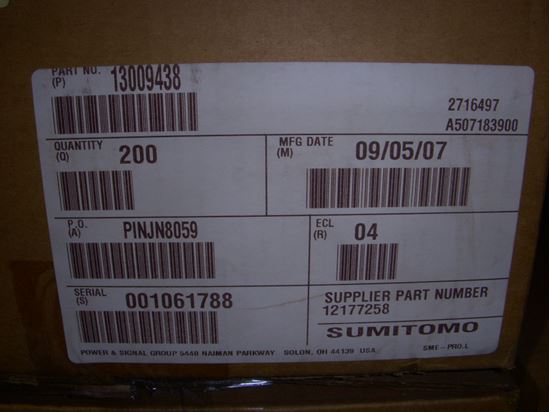 PART NO. 13009438
(P)
2716497
A507183900
QUANTITY 200
(Q)
MFG DATE 09/05/07
(M)
P.O. PINJN8059
(A)
ECL 04
(R)
SERIAL 001061788
(S)
SUPPLIER PART NUMBER
12177258
SUMITOMO
POWER & SIGNAL GROUP 5440 NAIMAN PARKWAY SOLON, OH 44139 USA SME-PRO.L